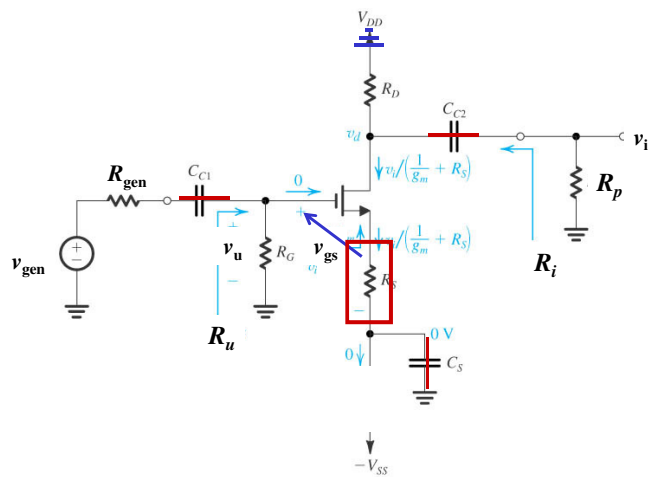 V_DD
R_D
C_C2
v_d
v_i
R_gen
C_C1
0
v_i/(1/g_m + R_S)
R_p
+
+
v_gen
+
−
v_u
R_G
v_gs
v_i
/(1/g_m + R_S)
R_i
−
R_S
−
R_u
0 V
0
C_S
−V_SS